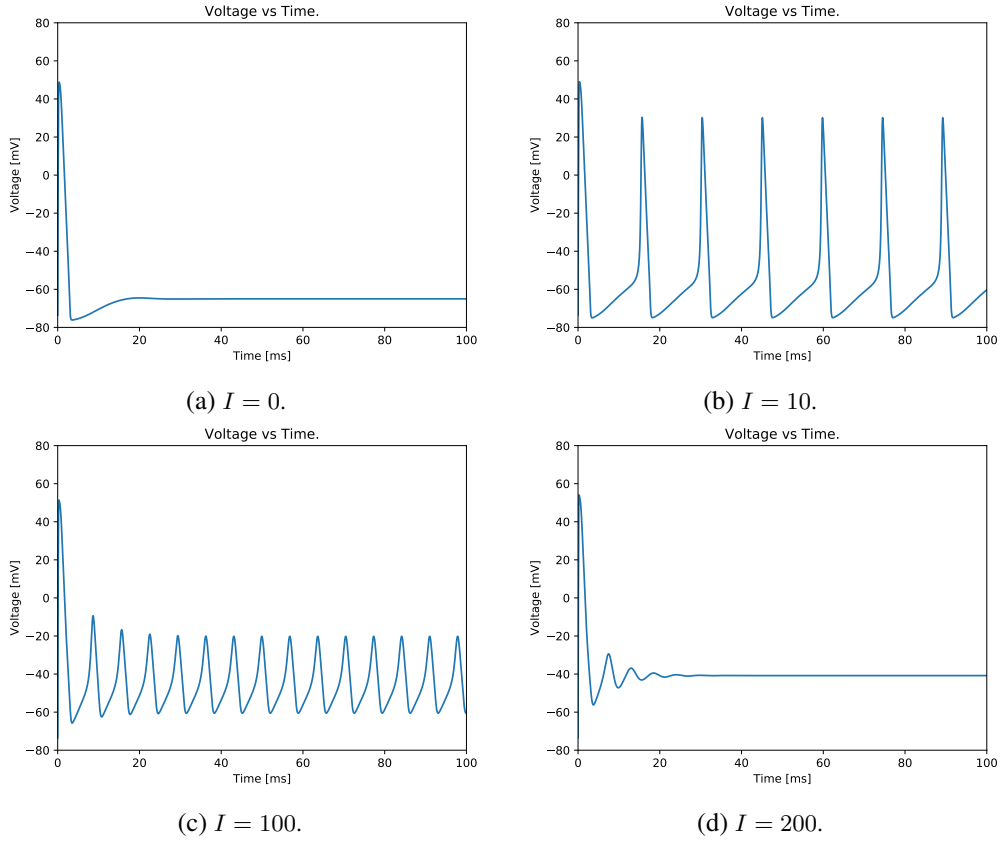 Voltage vs Time.
80
60
40
20
0
−20
−40
−60
−80
Voltage [mV]
0 20 40 60 80 100
Time [ms]
(a) I = 0.
Voltage vs Time.
80
60
40
20
0
−20
−40
−60
−80
Voltage [mV]
0 20 40 60 80 100
Time [ms]
(b) I = 10.
Voltage vs Time.
80
60
40
20
0
−20
−40
−60
−80
Voltage [mV]
0 20 40 60 80 100
Time [ms]
(c) I = 100.
Voltage vs Time.
80
60
40
20
0
−20
−40
−60
−80
Voltage [mV]
0 20 40 60 80 100
Time [ms]
(d) I = 200.